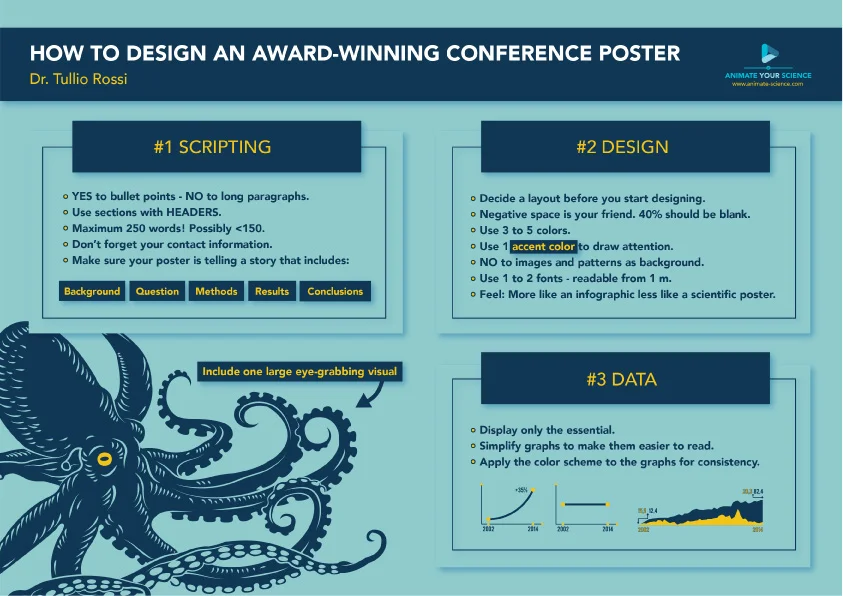 HOW TO DESIGN AN AWARD-WINNING CONFERENCE POSTER
Dr. Tullio Rossi
ANIMATE YOUR SCIENCE
www.animate-science.com
#1 SCRIPTING
YES to bullet points - NO to long paragraphs.
Use sections with HEADERS.
Maximum 250 words! Possibly <150.
Don't forget your contact information.
Make sure your poster is telling a story that includes:
Background Question Methods Results Conclusions
Include one large eye-grabbing visual
#2 DESIGN
Decide a layout before you start designing.
Negative space is your friend. 40% should be blank.
Use 3 to 5 colors.
Use 1 accent color to draw attention.
NO to images and patterns as background.
Use 1 to 2 fonts - readable from 1 m.
Feel: More like an infographic less like a scientific poster.
#3 DATA
Display only the essential.
Simplify graphs to make them easier to read.
Apply the color scheme to the graphs for consistency.
+35%
2002 2014
2002 2014
82,4
12,4
2002 2014